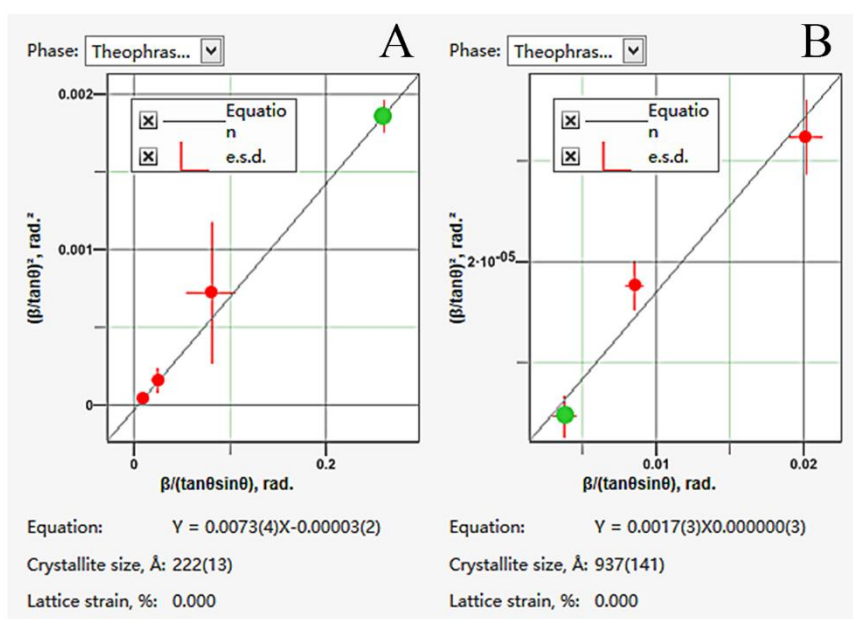 A
Phase: Theophras...
0.002
Equatio
n
e.s.d.
0.001
0
(β/tanθ)², rad.²
0 0.2
β/(tanθsinθ), rad.
Equation: Y = 0.0073(4)X-0.00003(2)
Crystallite size, Å: 222(13)
Lattice strain, %: 0.000
B
Phase: Theophras...
Equatio
n
e.s.d.
2·10⁻⁰⁵
(β/tanθ)², rad.²
0.01 0.02
β/(tanθsinθ), rad.
Equation: Y = 0.0017(3)X0.000000(3)
Crystallite size, Å: 937(141)
Lattice strain, %: 0.000